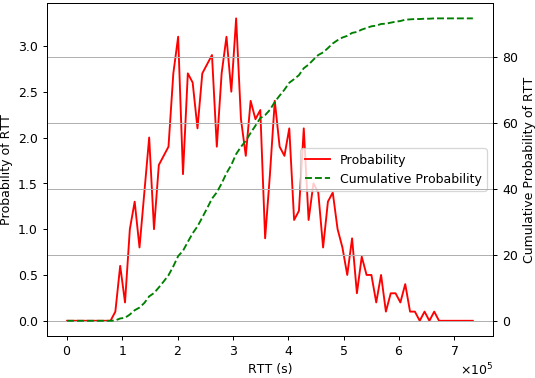 3.0
2.5
2.0
1.5
1.0
0.5
0.0
Probability of RTT
80
60
40
20
0
Cumulative Probability of RTT
Probability
Cumulative Probability
0 1 2 3 4 5 6 7
×10⁵
RTT (s)